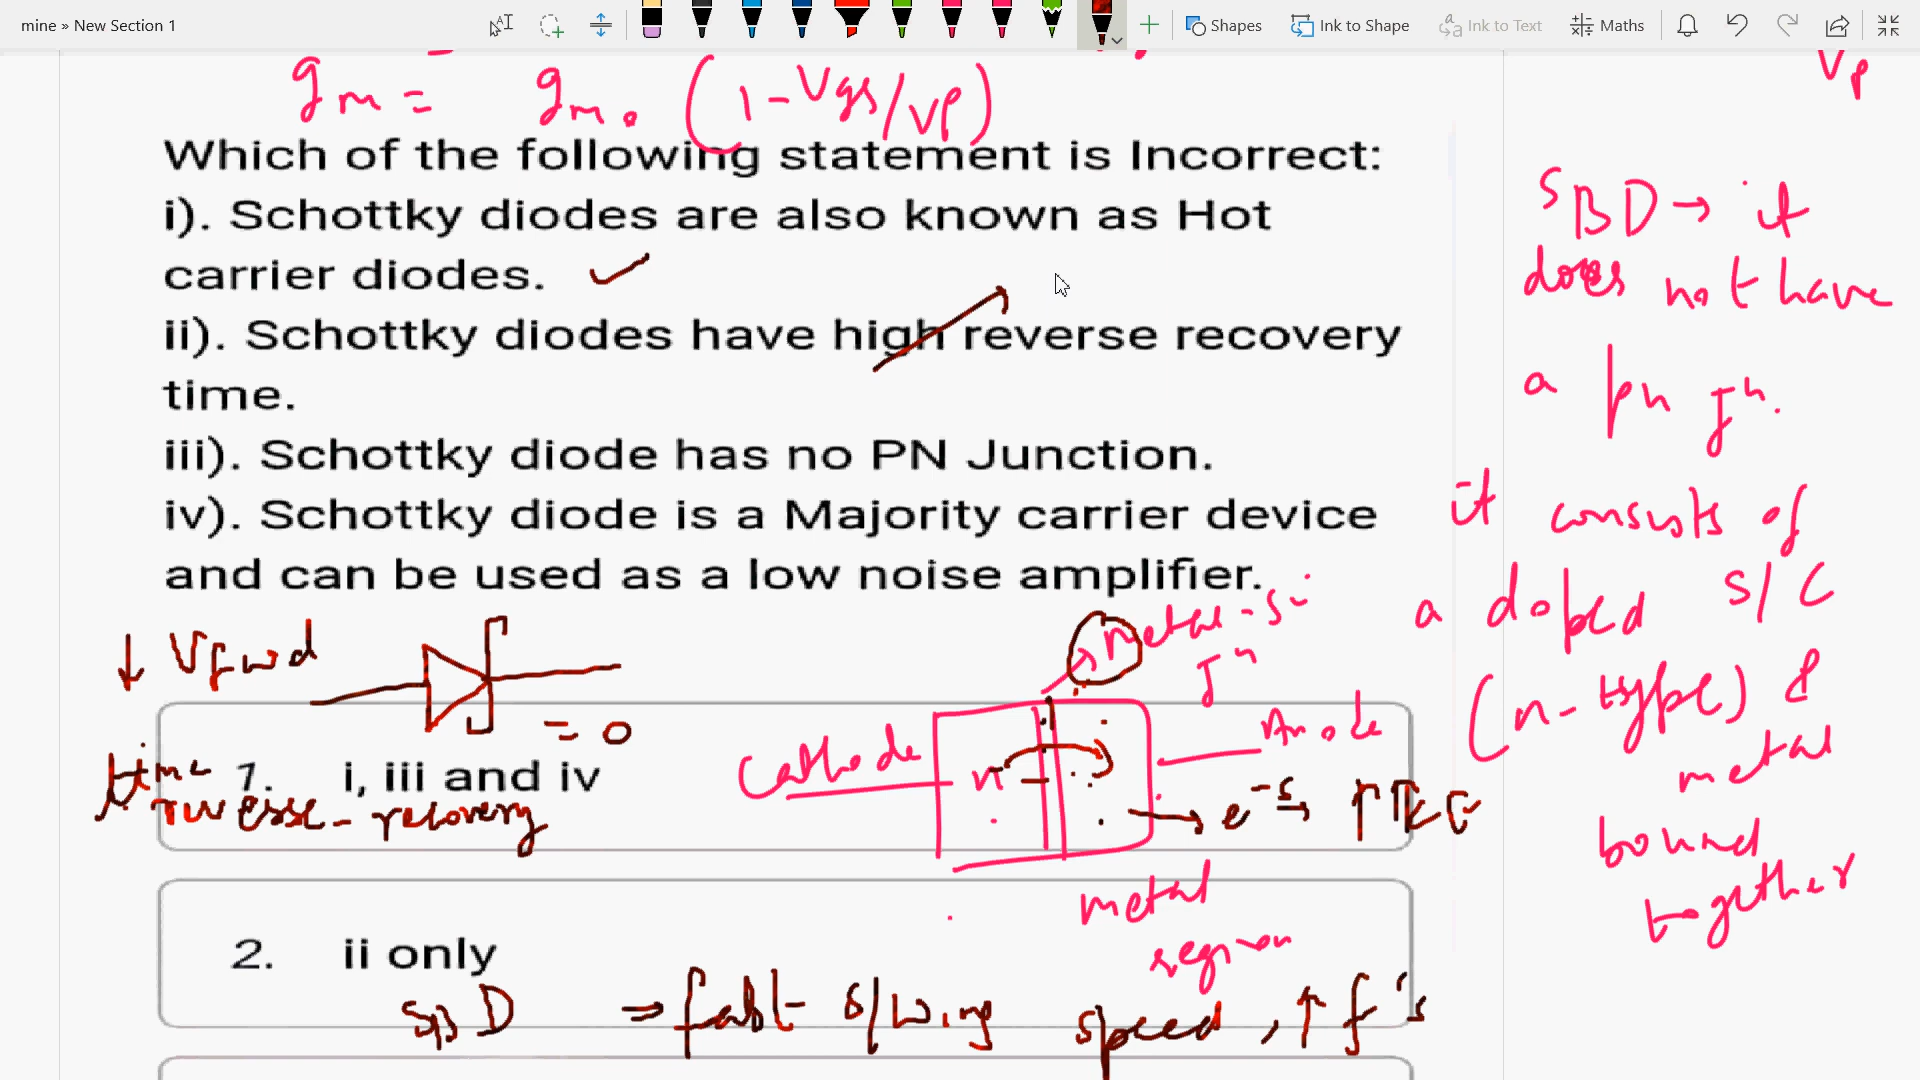 mine » New Section 1
Shapes
Ink to Shape
Ink to Text
Maths
gm = gmo (1 - Vgs/VP)
Vp
Which of the following statement is Incorrect:
i). Schottky diodes are also known as Hot
carrier diodes.
ii). Schottky diodes have high reverse recovery
time.
iii). Schottky diode has no PN Junction.
iv). Schottky diode is a Majority carrier device
and can be used as a low noise amplifier.
SBD → it
does not have
a pn Jn.
it consists of
a doped S/C
(n-type) &
metal
bound
together
↓ Vfwd
= 0
metal-Si
Jn
Cathode
n
Anode
e-s → ↑↑ KE
1. i, iii and iv
time
reverse-recovery
metal
region
2. ii only
SBD ⇒ fast s/wing speed, ↑ f's